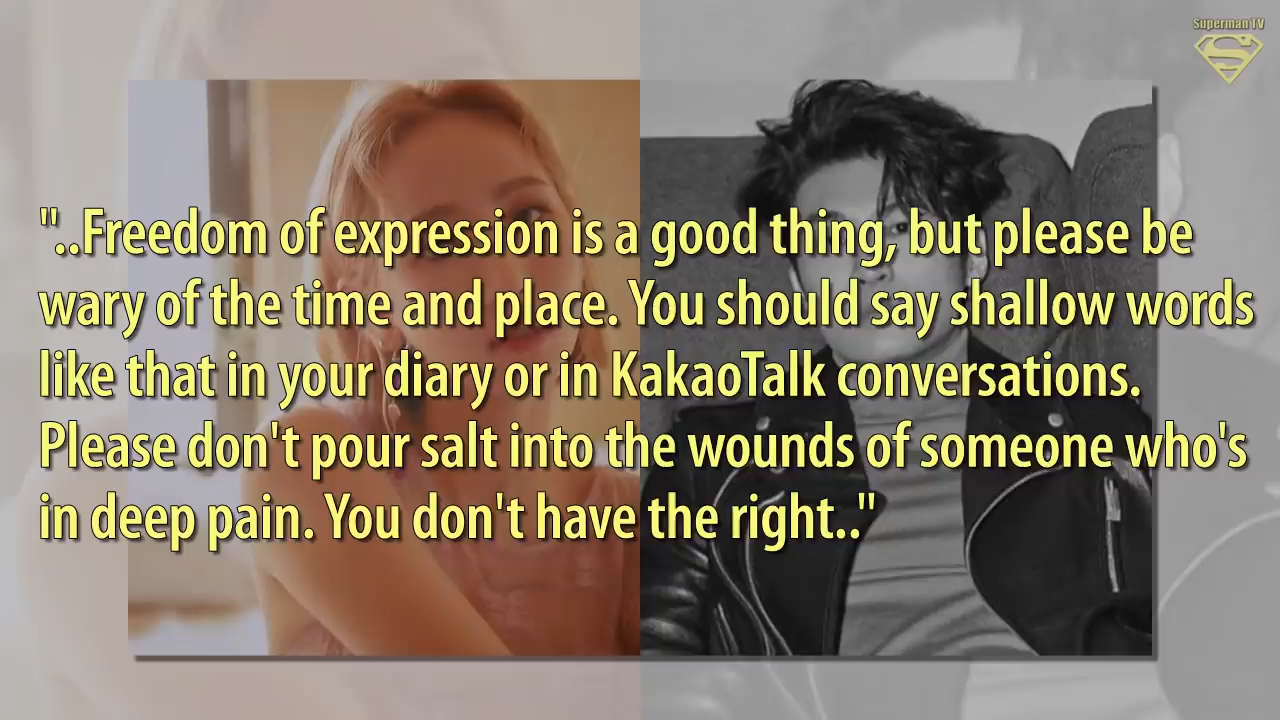 Superman TV
"..Freedom of expression is a good thing, but please be
wary of the time and place. You should say shallow words
like that in your diary or in KakaoTalk conversations.
Please don't pour salt into the wounds of someone who's
in deep pain. You don't have the right.."